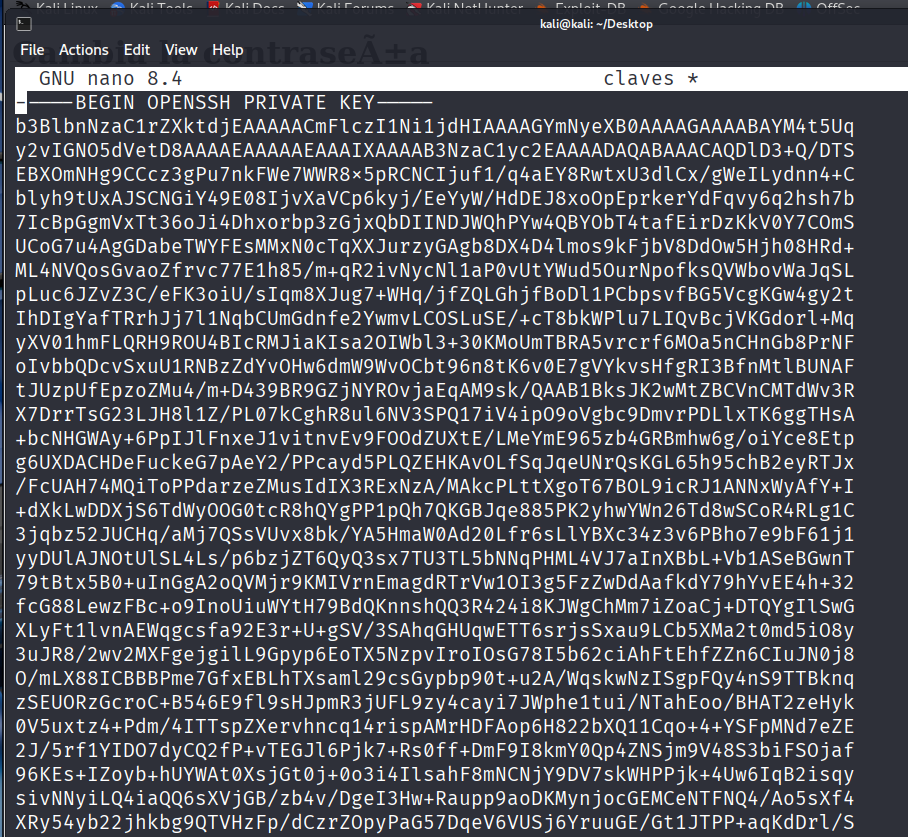 Kali Linux Kali Tools Kali Docs Kali Forums Kali NetHunter Exploit-DB Google Hacking DB OffSec
kali@kali: ~/Desktop
Cambia la contraseÃ±a
File Actions Edit View Help
GNU nano 8.4 claves *
-----BEGIN OPENSSH PRIVATE KEY-----
b3BlbnNzaC1rZXktdjEAAAAACmFlczI1Ni1jdHIAAAAGYmNyeXB0AAAAGAAAABAYM4t5Uq
y2vIGNO5dVetD8AAAAEAAAAAEAAAIXAAAAB3NzaC1yc2EAAAADAQABAAACAQDlD3+Q/DTS
EBXOmNHg9CCcz3gPu7nkFWe7WWR8x5pRCNCIjuf1/q4aEY8RwtxU3dlCx/gWeILydnn4+C
blyh9tUxAJSCNGiY49E08IjvXaVCp6kyj/EeYyW/HdDEJ8xoOpEprkerYdFqvy6q2hsh7b
7IcBpGgmVxTt36oJi4Dhxorbp3zGjxQbDIINDJWQhPYw4QBYObT4tafEirDzKkV0Y7COmS
UCoG7u4AgGDabeTWYFEsMMxN0cTqXXJurzyGAgb8DX4D4lmos9kFjbV8DdOw5Hjh08HRd+
ML4NVQosGvaoZfrvc77E1h85/m+qR2ivNycNl1aP0vUtYWud5OurNpofksQVWbovWaJqSL
pLuc6JZvZ3C/eFK3oiU/sIqm8XJug7+WHq/jfZQLGhjfBoDl1PCbpsvfBG5VcgKGw4gy2t
IhDIgYafTRrhJj7l1NqbCUmGdnfe2YwmvLCOSLuSE/+cT8bkWPlu7LIQvBcjVKGdorl+Mq
yXV01hmFLQRH9ROU4BIcRMJiaKIsa2OIWbl3+30KMoUmTBRA5vrcrf6MOa5nCHnGb8PrNF
oIvbbQDcvSxuU1RNBzZdYvOHw6dmW9WvOCbt96n8tK6v0E7gVYkvsHfgRI3BfnMtlBUNAF
tJUzpUfEpzoZMu4/m+D439BR9GZjNYROvjaEqAM9sk/QAAB1BksJK2wMtZBCVnCMTdWv3R
X7DrrTsG23LJH8l1Z/PL07kCghR8ul6NV3SPQ17iV4ipO9oVgbc9DmvrPDLlxTK6ggTHsA
+bcNHGWAy+6PpIJlFnxeJ1vitnvEv9FOOdZUXtE/LMeYmE965zb4GRBmhw6g/oiYce8Etp
g6UXDACHDeFuckeG7pAeY2/PPcayd5PLQZEHKAvOLfSqJqeUNrQsKGL65h95chB2eyRTJx
/FcUAH74MQiToPPdarzeZMusIdIX3RExNzA/MAkcPLttXgoT67BOL9icRJ1ANNxWyAfY+I
+dXkLwDDXjS6TdWyOOG0tcR8hQYgPP1pQh7QKGBJqe885PK2yhwYWn26Td8wSCoR4RLg1C
3jqbz52JUCHq/aMj7QSsVUvx8bk/YA5HmaW0Ad20Lfr6sLlYBXc34z3v6PBho7e9bF61j1
yyDUlAJNOtUlSL4Ls/p6bzjZT6QyQ3sx7TU3TL5bNNqPHML4VJ7aInXBbL+Vb1ASeBGwnT
79tBtx5B0+uInGgA2oQVMjr9KMIVrnEmagdRTrVw1OI3g5FzZwDdAafkdY79hYvEE4h+32
fcG88LewzFBc+o9InoUiuWYtH79BdQKnnshQQ3R424i8KJWgChMm7iZoaCj+DTQYgIlSwG
XLyFt1lvnAEWqgcsfa92E3r+U+gSV/3SAhqGHUqwETT6srjsSxau9LCb5XMa2t0md5iO8y
3uJR8/2wv2MXFgejgilL9Gpyp6EoTX5NzpvIroIOsG78I5b62ciAhFtEhfZZn6CIuJN0j8
O/mLX88ICBBBPme7GfxEBLhTXsaml29csGypbp90t+u2A/WqskwNzISgpFQy4nS9TTBknq
zSEUORzGcroC+B546E9fl9sHJpmR3jUFL9zy4cayi7JWphe1tui/NTahEoo/BHAT2zeHyk
0V5uxtz4+Pdm/4ITTspZXervhncq14rispAMrHDFAop6H822bXQ11Cqo+4+YSFpMNd7eZE
2J/5rf1YIDO7dyCQ2fP+vTEGJl6Pjk7+Rs0ff+DmF9I8kmY0Qp4ZNSjm9V48S3biFSOjaf
96KEs+IZoyb+hUYWAt0XsjGt0j+0o3i4IlsahF8mNCNjY9DV7skWHPPjk+4Uw6IqB2isqy
sivNNyiLQ4iaQQ6sXVjGB/zb4v/DgeI3Hw+Raupp9aoDKMynjocGEMCeNTFNQ4/Ao5sXf4
XRy54yb22jhkbg9QTVHzFp/dCzrZOpyPaG57DqeV6VUSj6YruuGE/Gt1JTPP+aqKdDrl/S